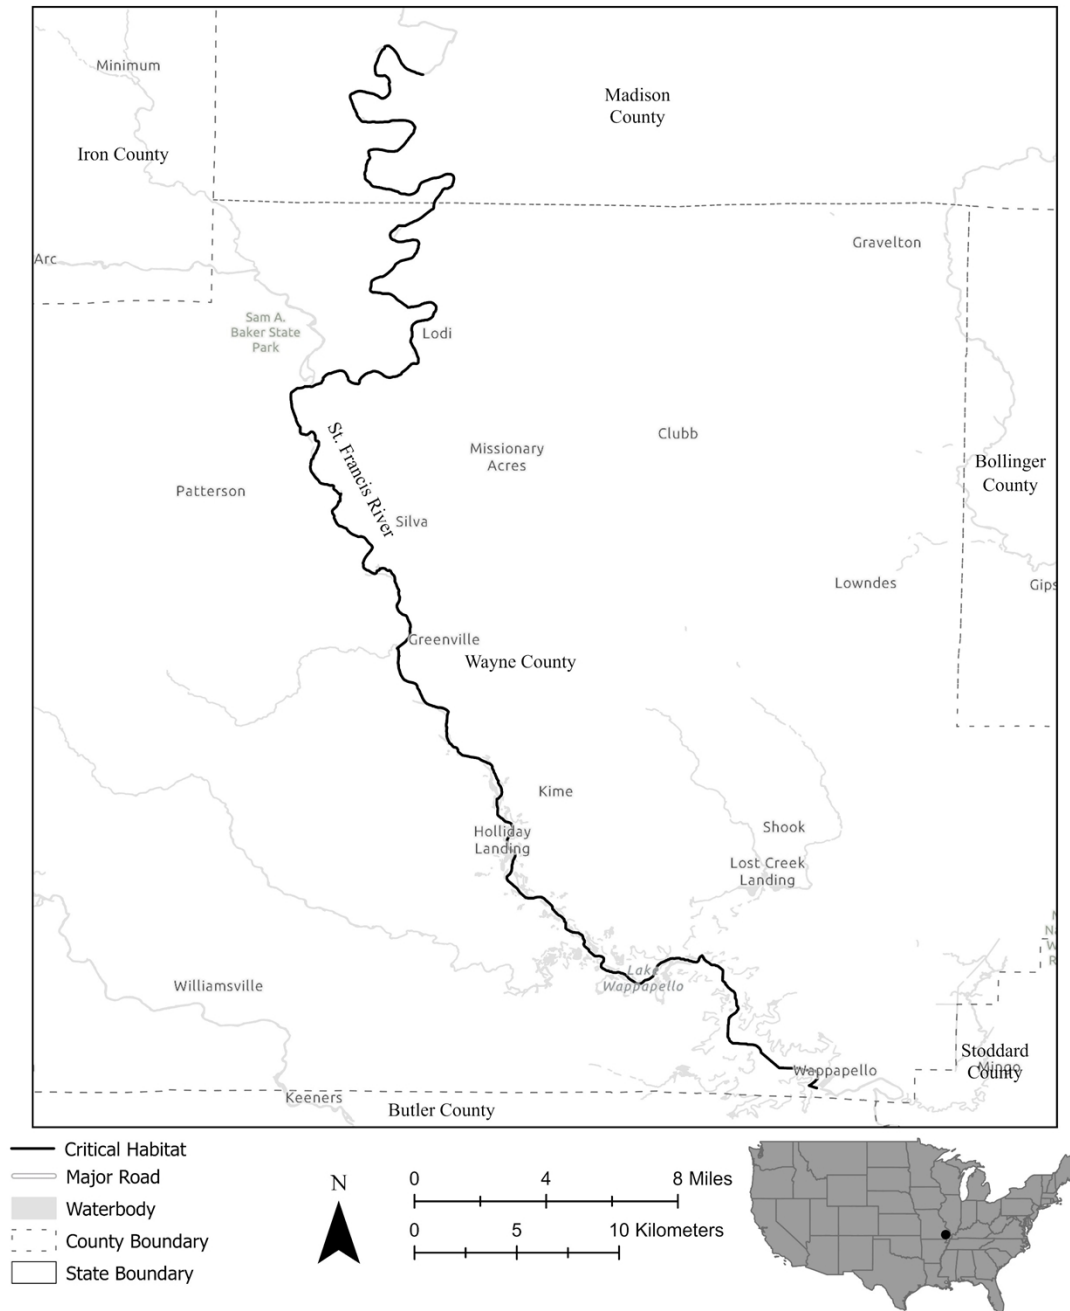 Minimum
Madison
County
Iron County
Gravelton
Arc
Sam A.
Baker State
Park
Lodi
St. Francis River
Clubb
Missionary
Acres
Bollinger
County
Patterson
Silva
Lowndes
Gips
Greenville
Wayne County
Kime
Shook
Holliday
Landing
Lost Creek
Landing
N
Na
W
R
Lake
Wappapello
Williamsville
Stoddard
County
Mingo
Wappapello
Keeners
Butler County
Critical Habitat
Major Road
Waterbody
County Boundary
State Boundary
N
0 4 8 Miles
0 5 10 Kilometers